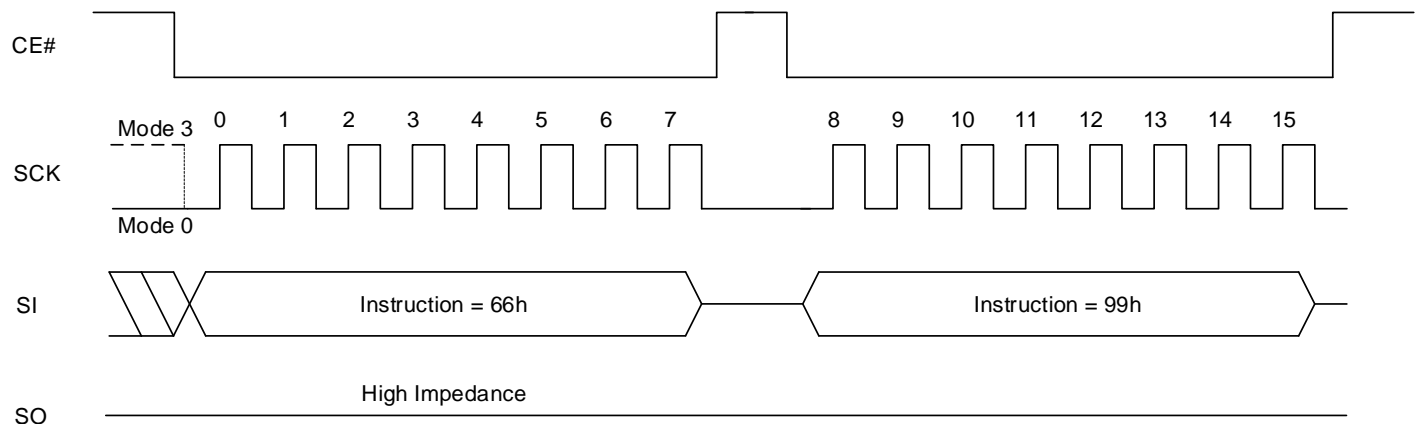 CE#
Mode 3
0 1 2 3 4 5 6 7 8 9 10 11 12 13 14 15
SCK
Mode 0
SI
Instruction = 66h
Instruction = 99h
High Impedance
SO